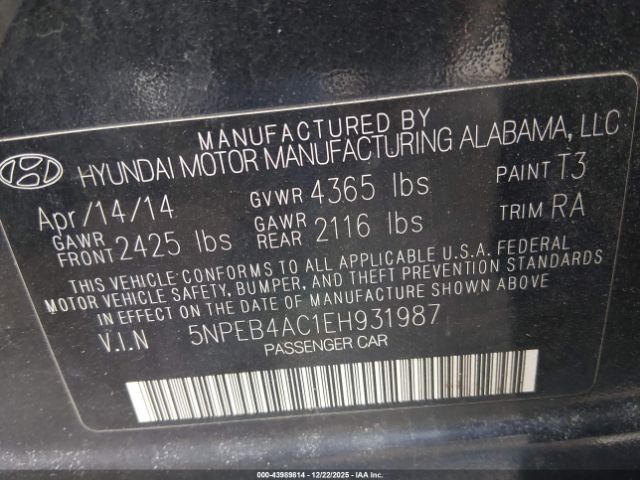 MANUFACTURED BY
HYUNDAI MOTOR MANUFACTURING ALABAMA, LLC
Apr/14/14 GVWR 4365 lbs PAINT T3
GAWR FRONT 2425 lbs GAWR REAR 2116 lbs TRIM RA
THIS VEHICLE CONFORMS TO ALL APPLICABLE U.S.A. FEDERAL
MOTOR VEHICLE SAFETY, BUMPER, AND THEFT PREVENTION STANDARDS
IN EFFECT ON THE DATE OF MANUFACTURE SHOWN ABOVE
V.I.N 5NPEB4AC1EH931987
PASSENGER CAR
000-43989814 - 12/22/2025 - IAA, Inc.